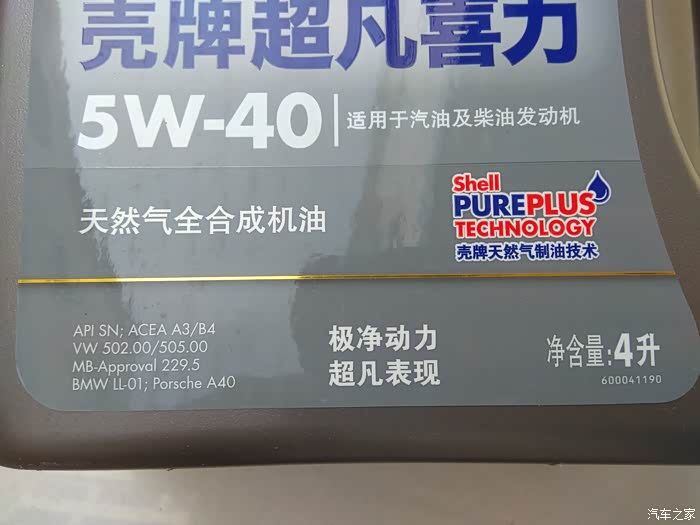 壳牌超凡喜力
5W-40
适用于汽油及柴油发动机
天然气全合成机油
Shell
PUREPLUS
TECHNOLOGY
壳牌天然气制油技术
API SN; ACEA A3/B4
VW 502.00/505.00
MB-Approval 229.5
BMW LL-01; Porsche A40
极净动力
超凡表现
净含量:4升
600041190
汽车之家